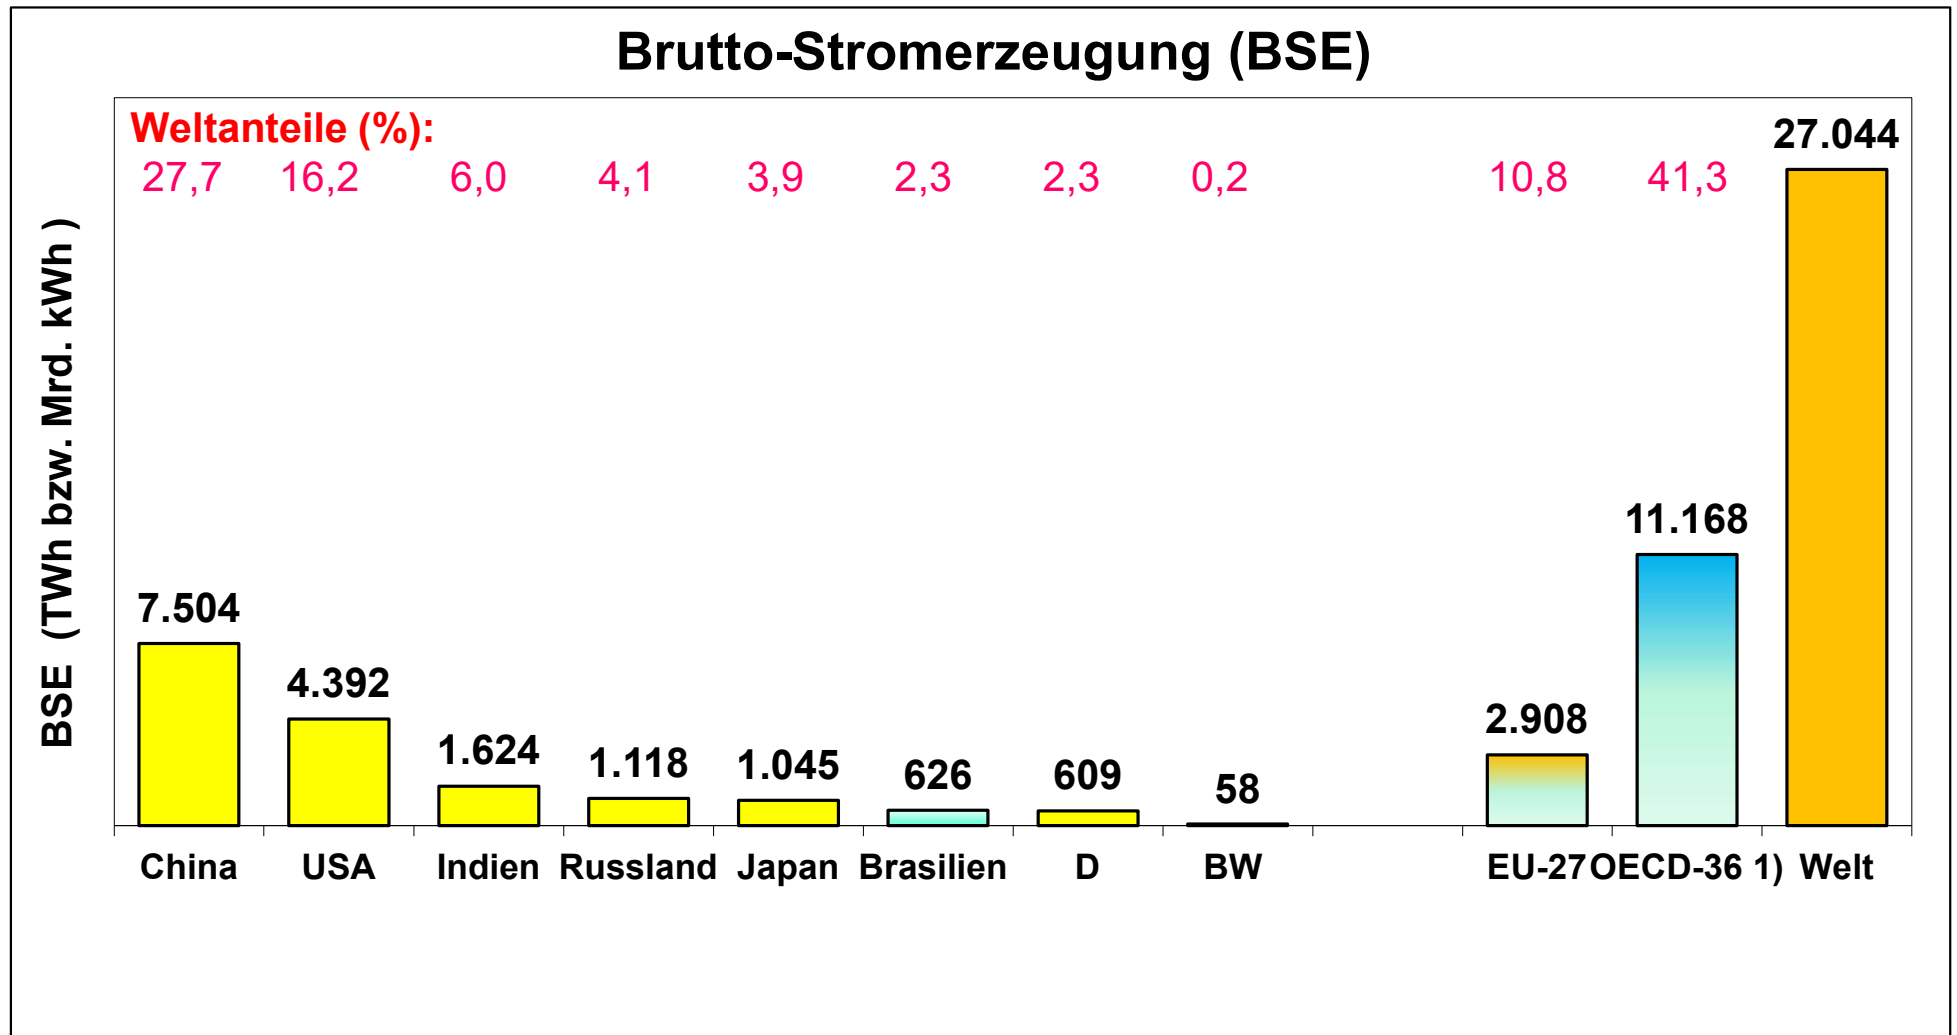 Brutto-Stromerzeugung (BSE)
Weltanteile (%):
27,7 16,2 6,0 4,1 3,9 2,3 2,3 0,2 10,8 41,3
27.044
11.168
7.504
4.392
2.908
1.624
1.118
1.045
626
609
58
BSE (TWh bzw. Mrd. kWh )
China USA Indien Russland Japan Brasilien D BW EU-27 OECD-36 1) Welt